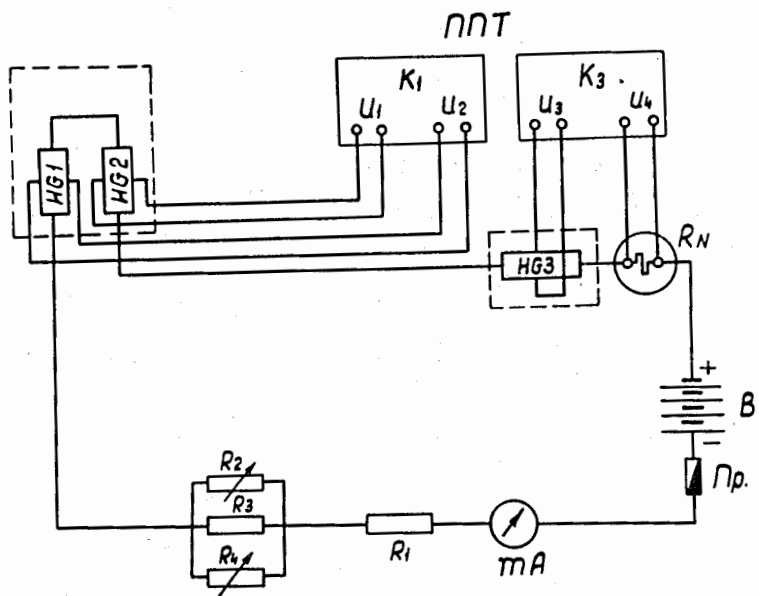 ППТ
K1
K3
U1
U2
U3
U4
HG1
HG2
HG3
RN
+
B
−
Пр.
R2
R3
R4
R1
mA